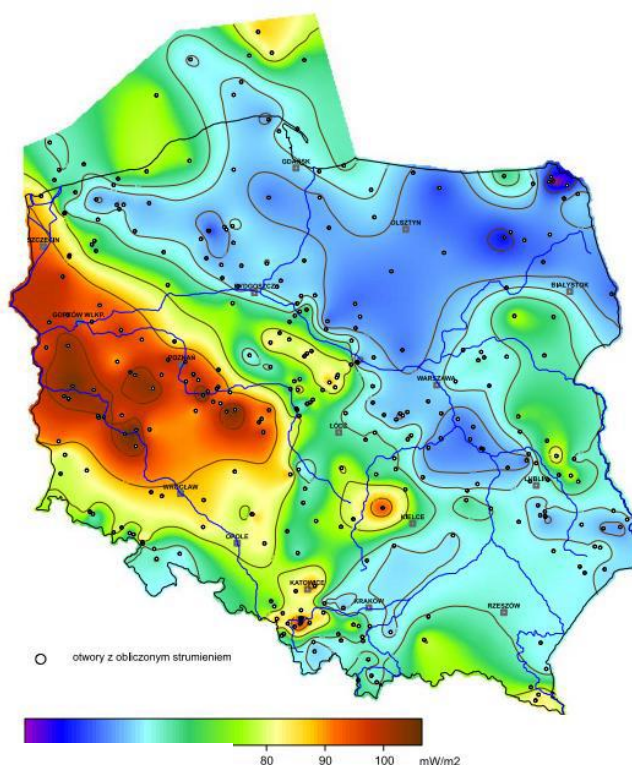 GDAŃSK
OLSZTYN
SZCZECIN
BIAŁYSTOK
BYDGOSZCZ
GORZÓW WLKP.
POZNAŃ
WARSZAWA
ŁÓDŹ
LUBLIN
WROCŁAW
KIELCE
OPOLE
KATOWICE
KRAKÓW
RZESZÓW
otwory z obliczonym strumieniem
80 90 100 mW/m2